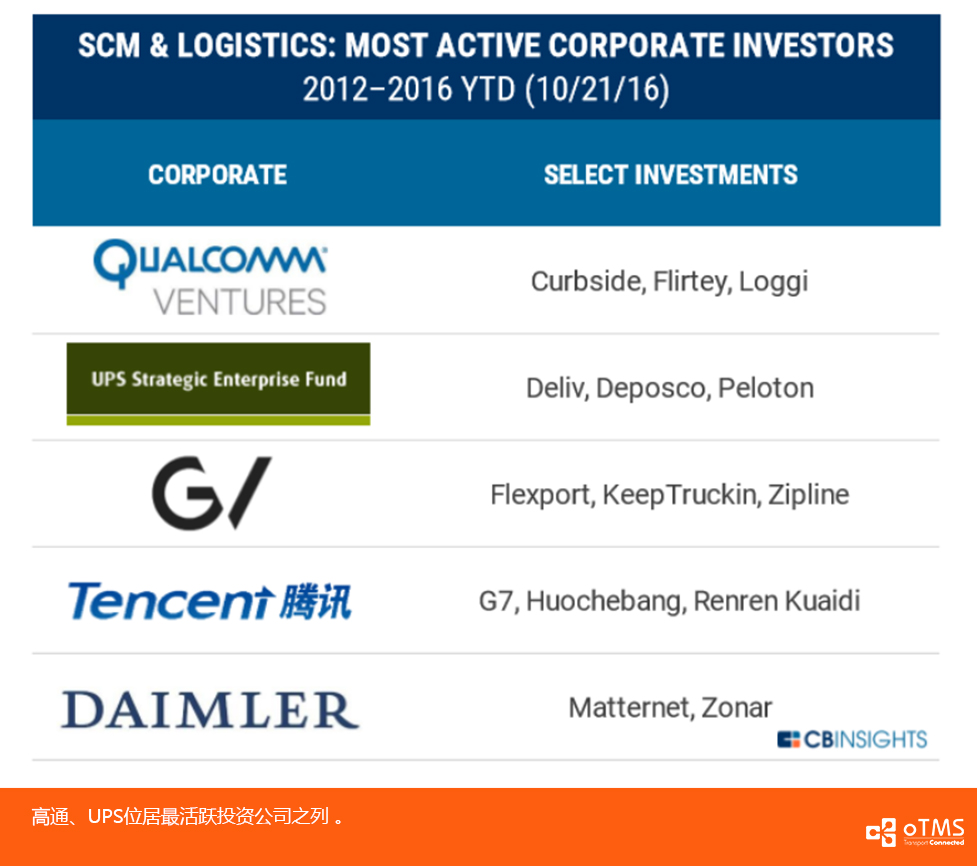 SCM & LOGISTICS: MOST ACTIVE CORPORATE INVESTORS
2012–2016 YTD (10/21/16)
CORPORATE SELECT INVESTMENTS
QUALCOMM VENTURES
Curbside, Flirtey, Loggi
UPS Strategic Enterprise Fund
Deliv, Deposco, Peloton
GV
Flexport, KeepTruckin, Zipline
Tencent 腾讯
G7, Huochebang, Renren Kuaidi
DAIMLER
Matternet, Zonar
CBINSIGHTS
高通、UPS位居最活跃投资公司之列 。
oTMS
Transport Connected